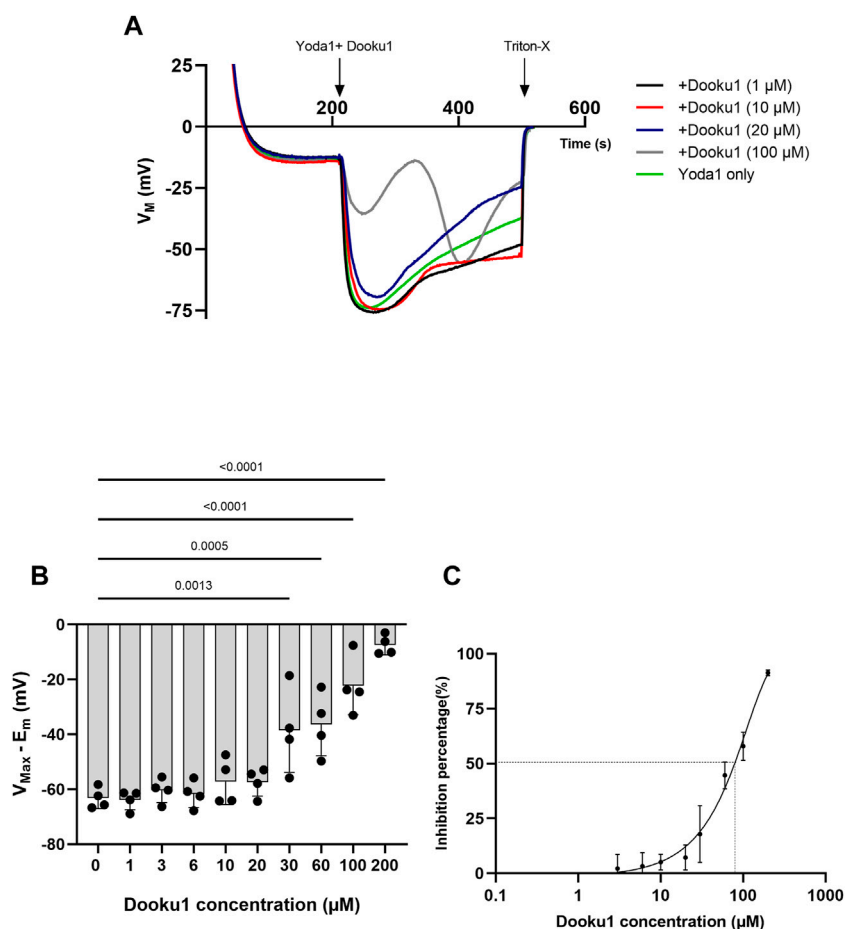 A
Yoda1+ Dooku1
Triton-X
25
0
-25
-50
-75
V_M (mV)
200
400
600
Time (s)
+Dooku1 (1 µM)
+Dooku1 (10 µM)
+Dooku1 (20 µM)
+Dooku1 (100 µM)
Yoda1 only
<0.0001
<0.0001
0.0005
0.0013
B
0
-20
-40
-60
-80
V_Max - E_m (mV)
0 1 3 6 10 20 30 60 100 200
Dooku1 concentration (µM)
C
100
75
50
25
0
Inhibition percentage(%)
0.1 1 10 100 1000
Dooku1 concentration (µM)